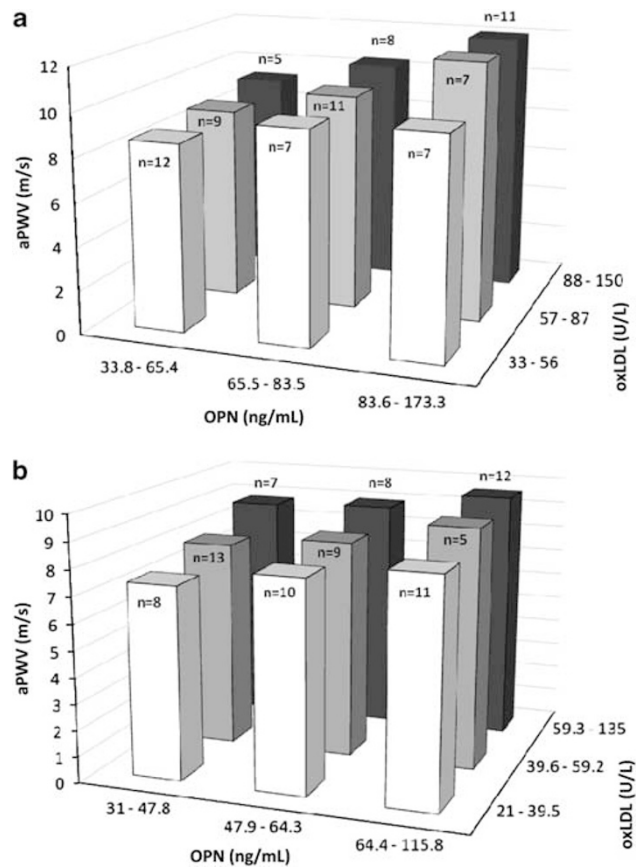 a
n=11
n=8
n=5
12
n=7
n=11
n=9
10
n=7
n=7
n=12
8
aPWV (m/s)
6
4
2
0
88 - 150
57 - 87
33 - 56
oxLDL (U/L)
33.8 - 65.4
65.5 - 83.5
83.6 - 173.3
OPN (ng/mL)
b
n=12
n=8
n=7
10
9
n=5
n=9
n=13
8
n=11
n=10
n=8
7
6
aPWV (m/s)
5
4
3
2
1
0
59.3 - 135
39.6 - 59.2
21 - 39.5
oxLDL (U/L)
31 - 47.8
47.9 - 64.3
64.4 - 115.8
OPN (ng/mL)